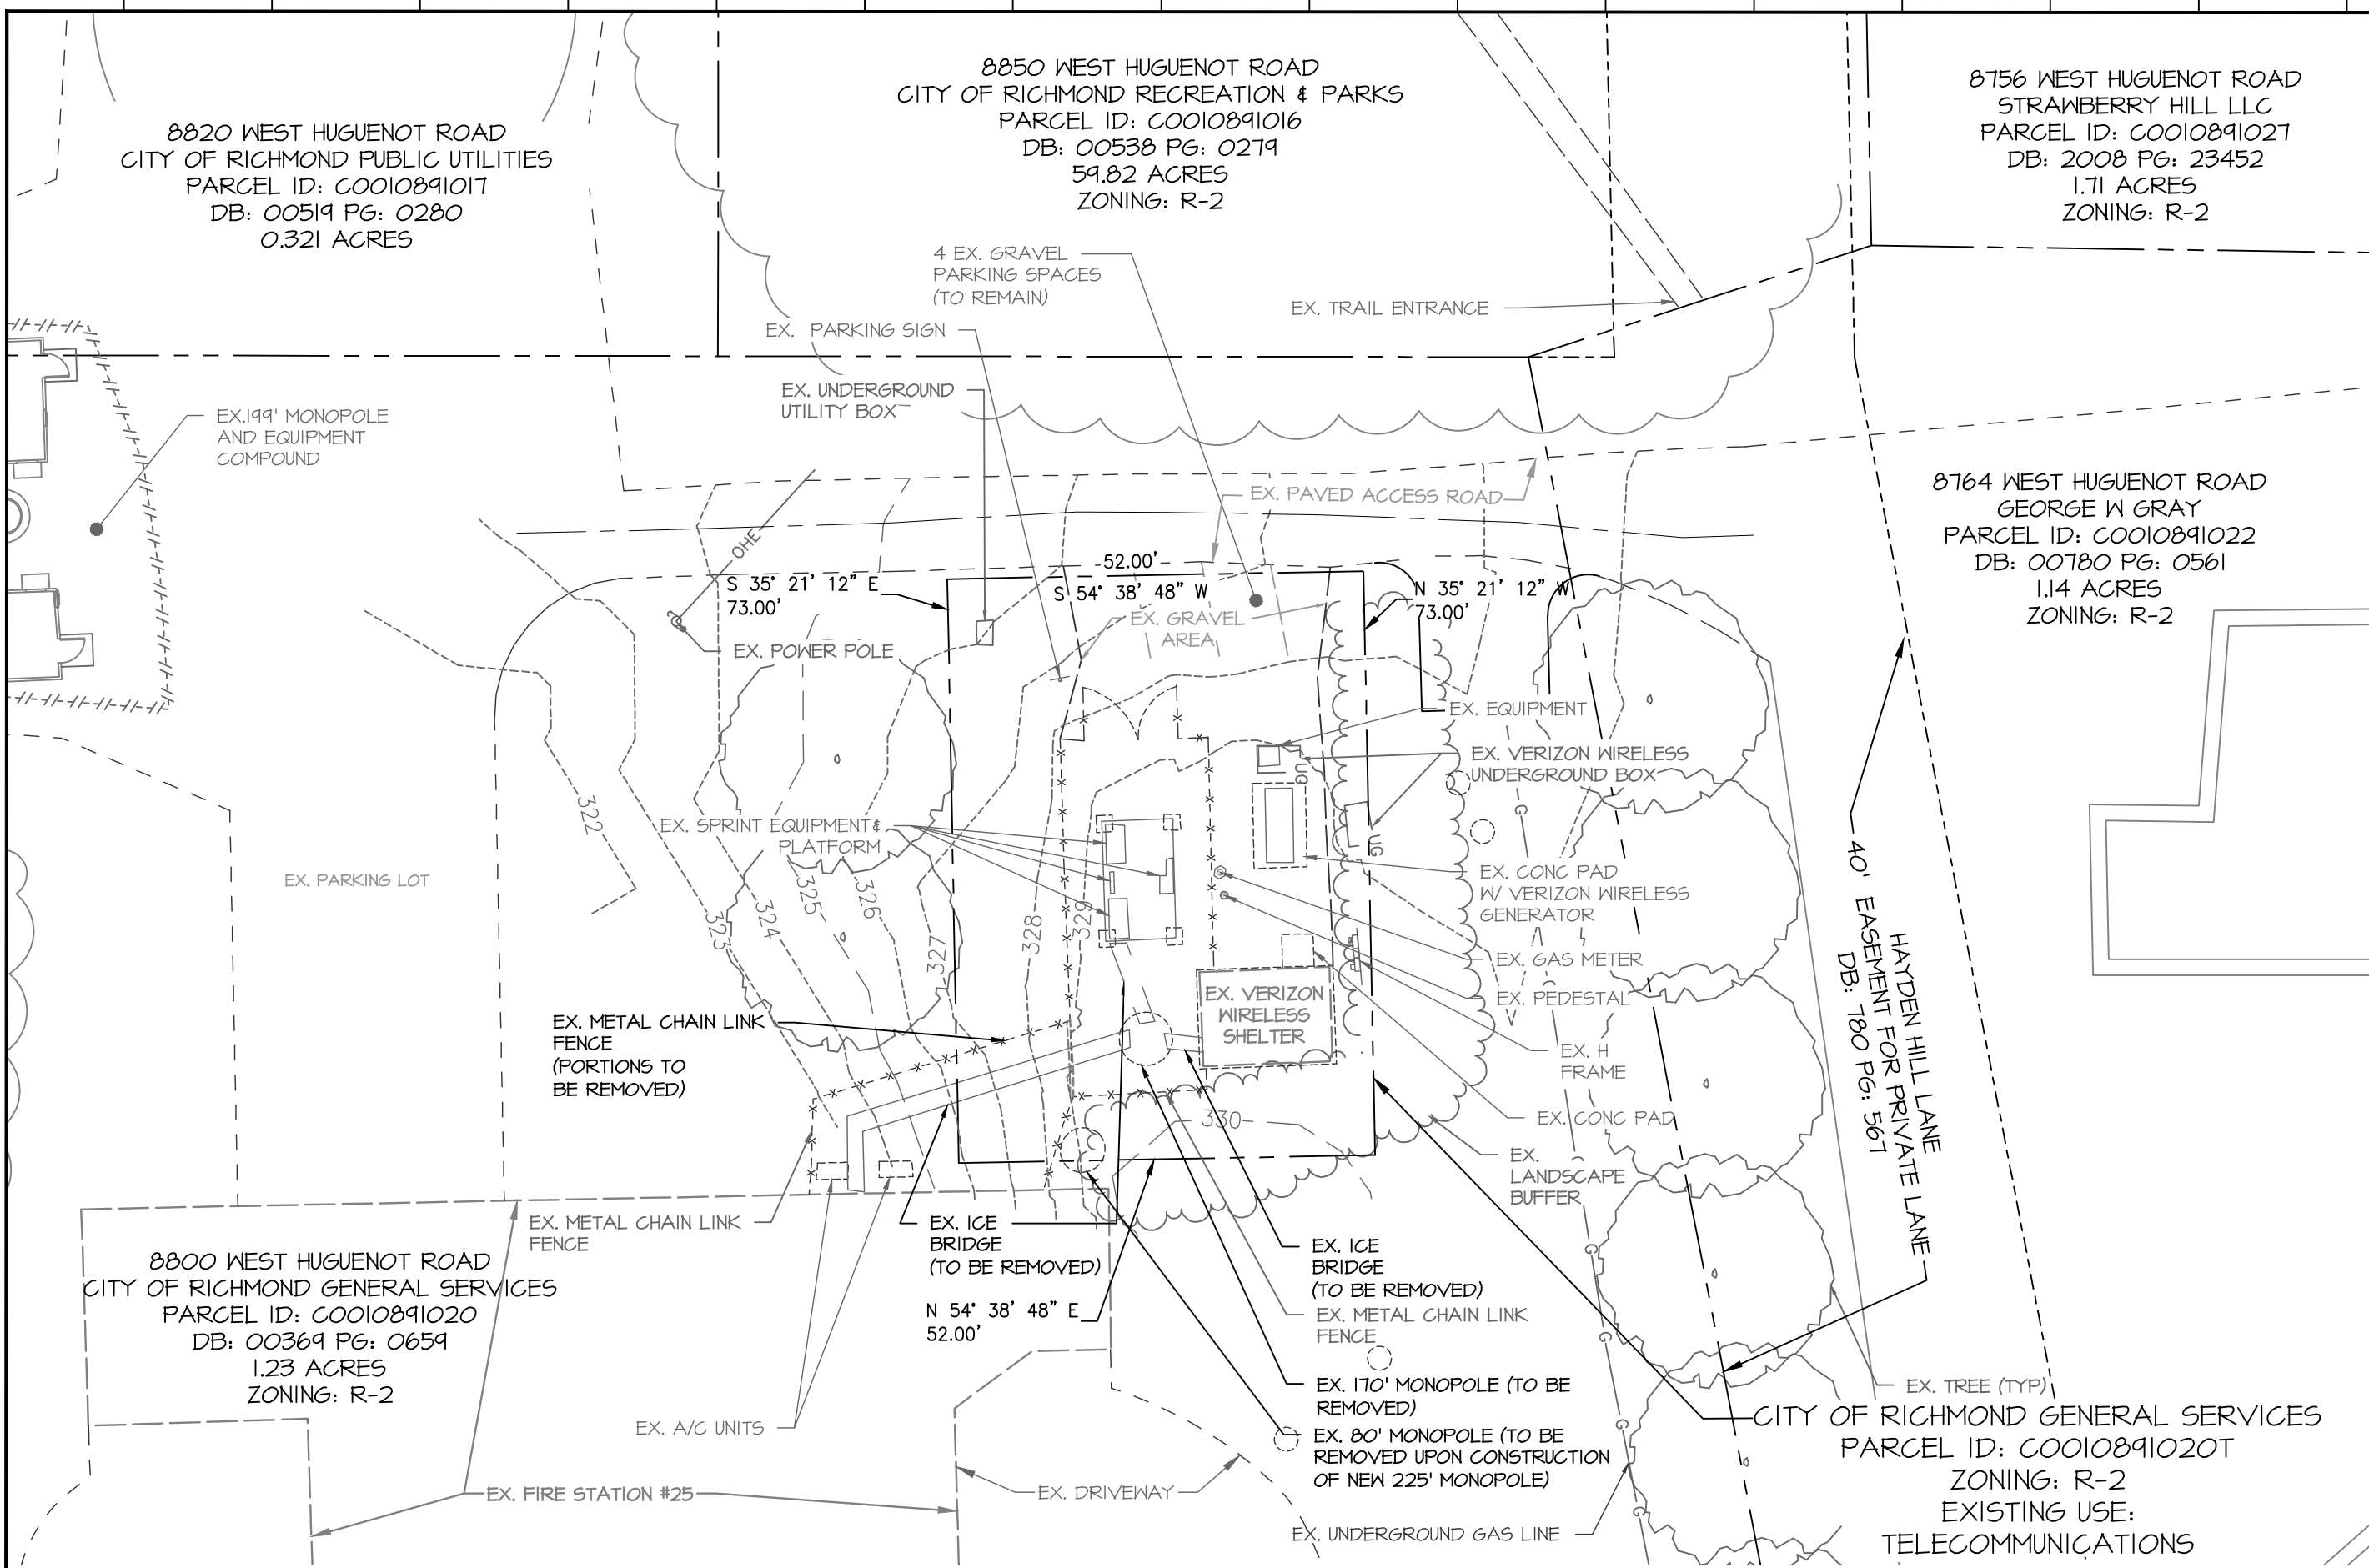 8820 WEST HUGUENOT ROAD
CITY OF RICHMOND PUBLIC UTILITIES
PARCEL ID: C0010891017
DB: 00519 PG: 0280
0.321 ACRES
8850 WEST HUGUENOT ROAD
CITY OF RICHMOND RECREATION & PARKS
PARCEL ID: C0010891016
DB: 00538 PG: 0279
59.82 ACRES
ZONING: R-2
8756 WEST HUGUENOT ROAD
STRAWBERRY HILL LLC
PARCEL ID: C0010891027
DB: 2008 PG: 23452
1.71 ACRES
ZONING: R-2
4 EX. GRAVEL
PARKING SPACES
(TO REMAIN)
EX. TRAIL ENTRANCE
EX. PARKING SIGN
EX. UNDERGROUND
UTILITY BOX
EX.199' MONOPOLE
AND EQUIPMENT
COMPOUND
EX. PAVED ACCESS ROAD
8764 WEST HUGUENOT ROAD
GEORGE W GRAY
PARCEL ID: C0010891022
DB: 00780 PG: 0561
1.14 ACRES
ZONING: R-2
OHE
52.00'
S 54° 38' 48" W
S 35° 21' 12" E
73.00'
N 35° 21' 12" W
73.00'
EX. GRAVEL
AREA
EX. POWER POLE
EX. EQUIPMENT
EX. VERIZON WIRELESS
UNDERGROUND BOX
UG
UG
G
322
EX. SPRINT EQUIPMENT&
PLATFORM
EX. PARKING LOT
323
324
325
326
327
328
329
EX. CONC PAD
W/ VERIZON WIRELESS
GENERATOR
EX. GAS METER
EX. PEDESTAL
G
EX. VERIZON
WIRELESS
SHELTER
EX. METAL CHAIN LINK
FENCE
(PORTIONS TO
BE REMOVED)
EX. H
FRAME
EX. CONC PAD
330
EX.
LANDSCAPE
BUFFER
HAYDEN HILL LANE
40' EASEMENT FOR PRIVATE LANE
DB: 780 PG: 567
EX. METAL CHAIN LINK
FENCE
8800 WEST HUGUENOT ROAD
CITY OF RICHMOND GENERAL SERVICES
PARCEL ID: C0010891020
DB: 00369 PG: 0659
1.23 ACRES
ZONING: R-2
EX. ICE
BRIDGE
(TO BE REMOVED)
N 54° 38' 48" E
52.00'
EX. ICE
BRIDGE
(TO BE REMOVED)
EX. METAL CHAIN LINK
FENCE
G
G
G
G
EX. 170' MONOPOLE (TO BE
REMOVED)
EX. 80' MONOPOLE (TO BE
REMOVED UPON CONSTRUCTION
OF NEW 225' MONOPOLE)
EX. TREE (TYP)
CITY OF RICHMOND GENERAL SERVICES
PARCEL ID: C0010891020T
ZONING: R-2
EXISTING USE:
TELECOMMUNICATIONS
EX. A/C UNITS
EX. FIRE STATION #25
EX. DRIVEWAY
EX. UNDERGROUND GAS LINE